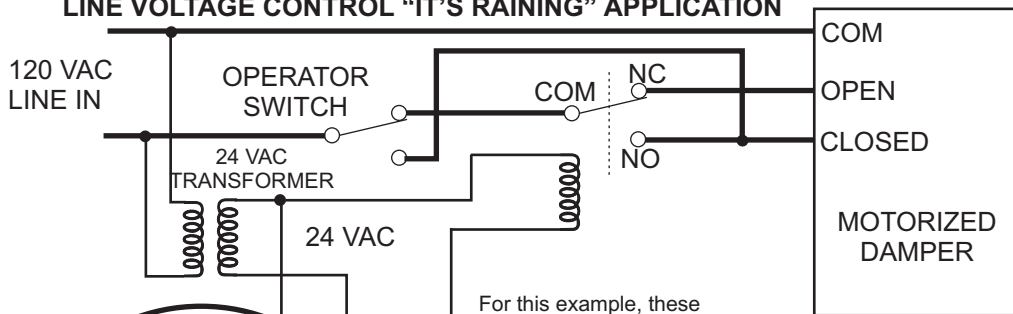 LINE VOLTAGE CONTROL "IT'S RAINING" APPLICATION
120 VAC
LINE IN
OPERATOR
SWITCH
COM
NC
NO
COM
OPEN
CLOSED
MOTORIZED
DAMPER
24 VAC
TRANSFORMER
24 VAC
For this example, these